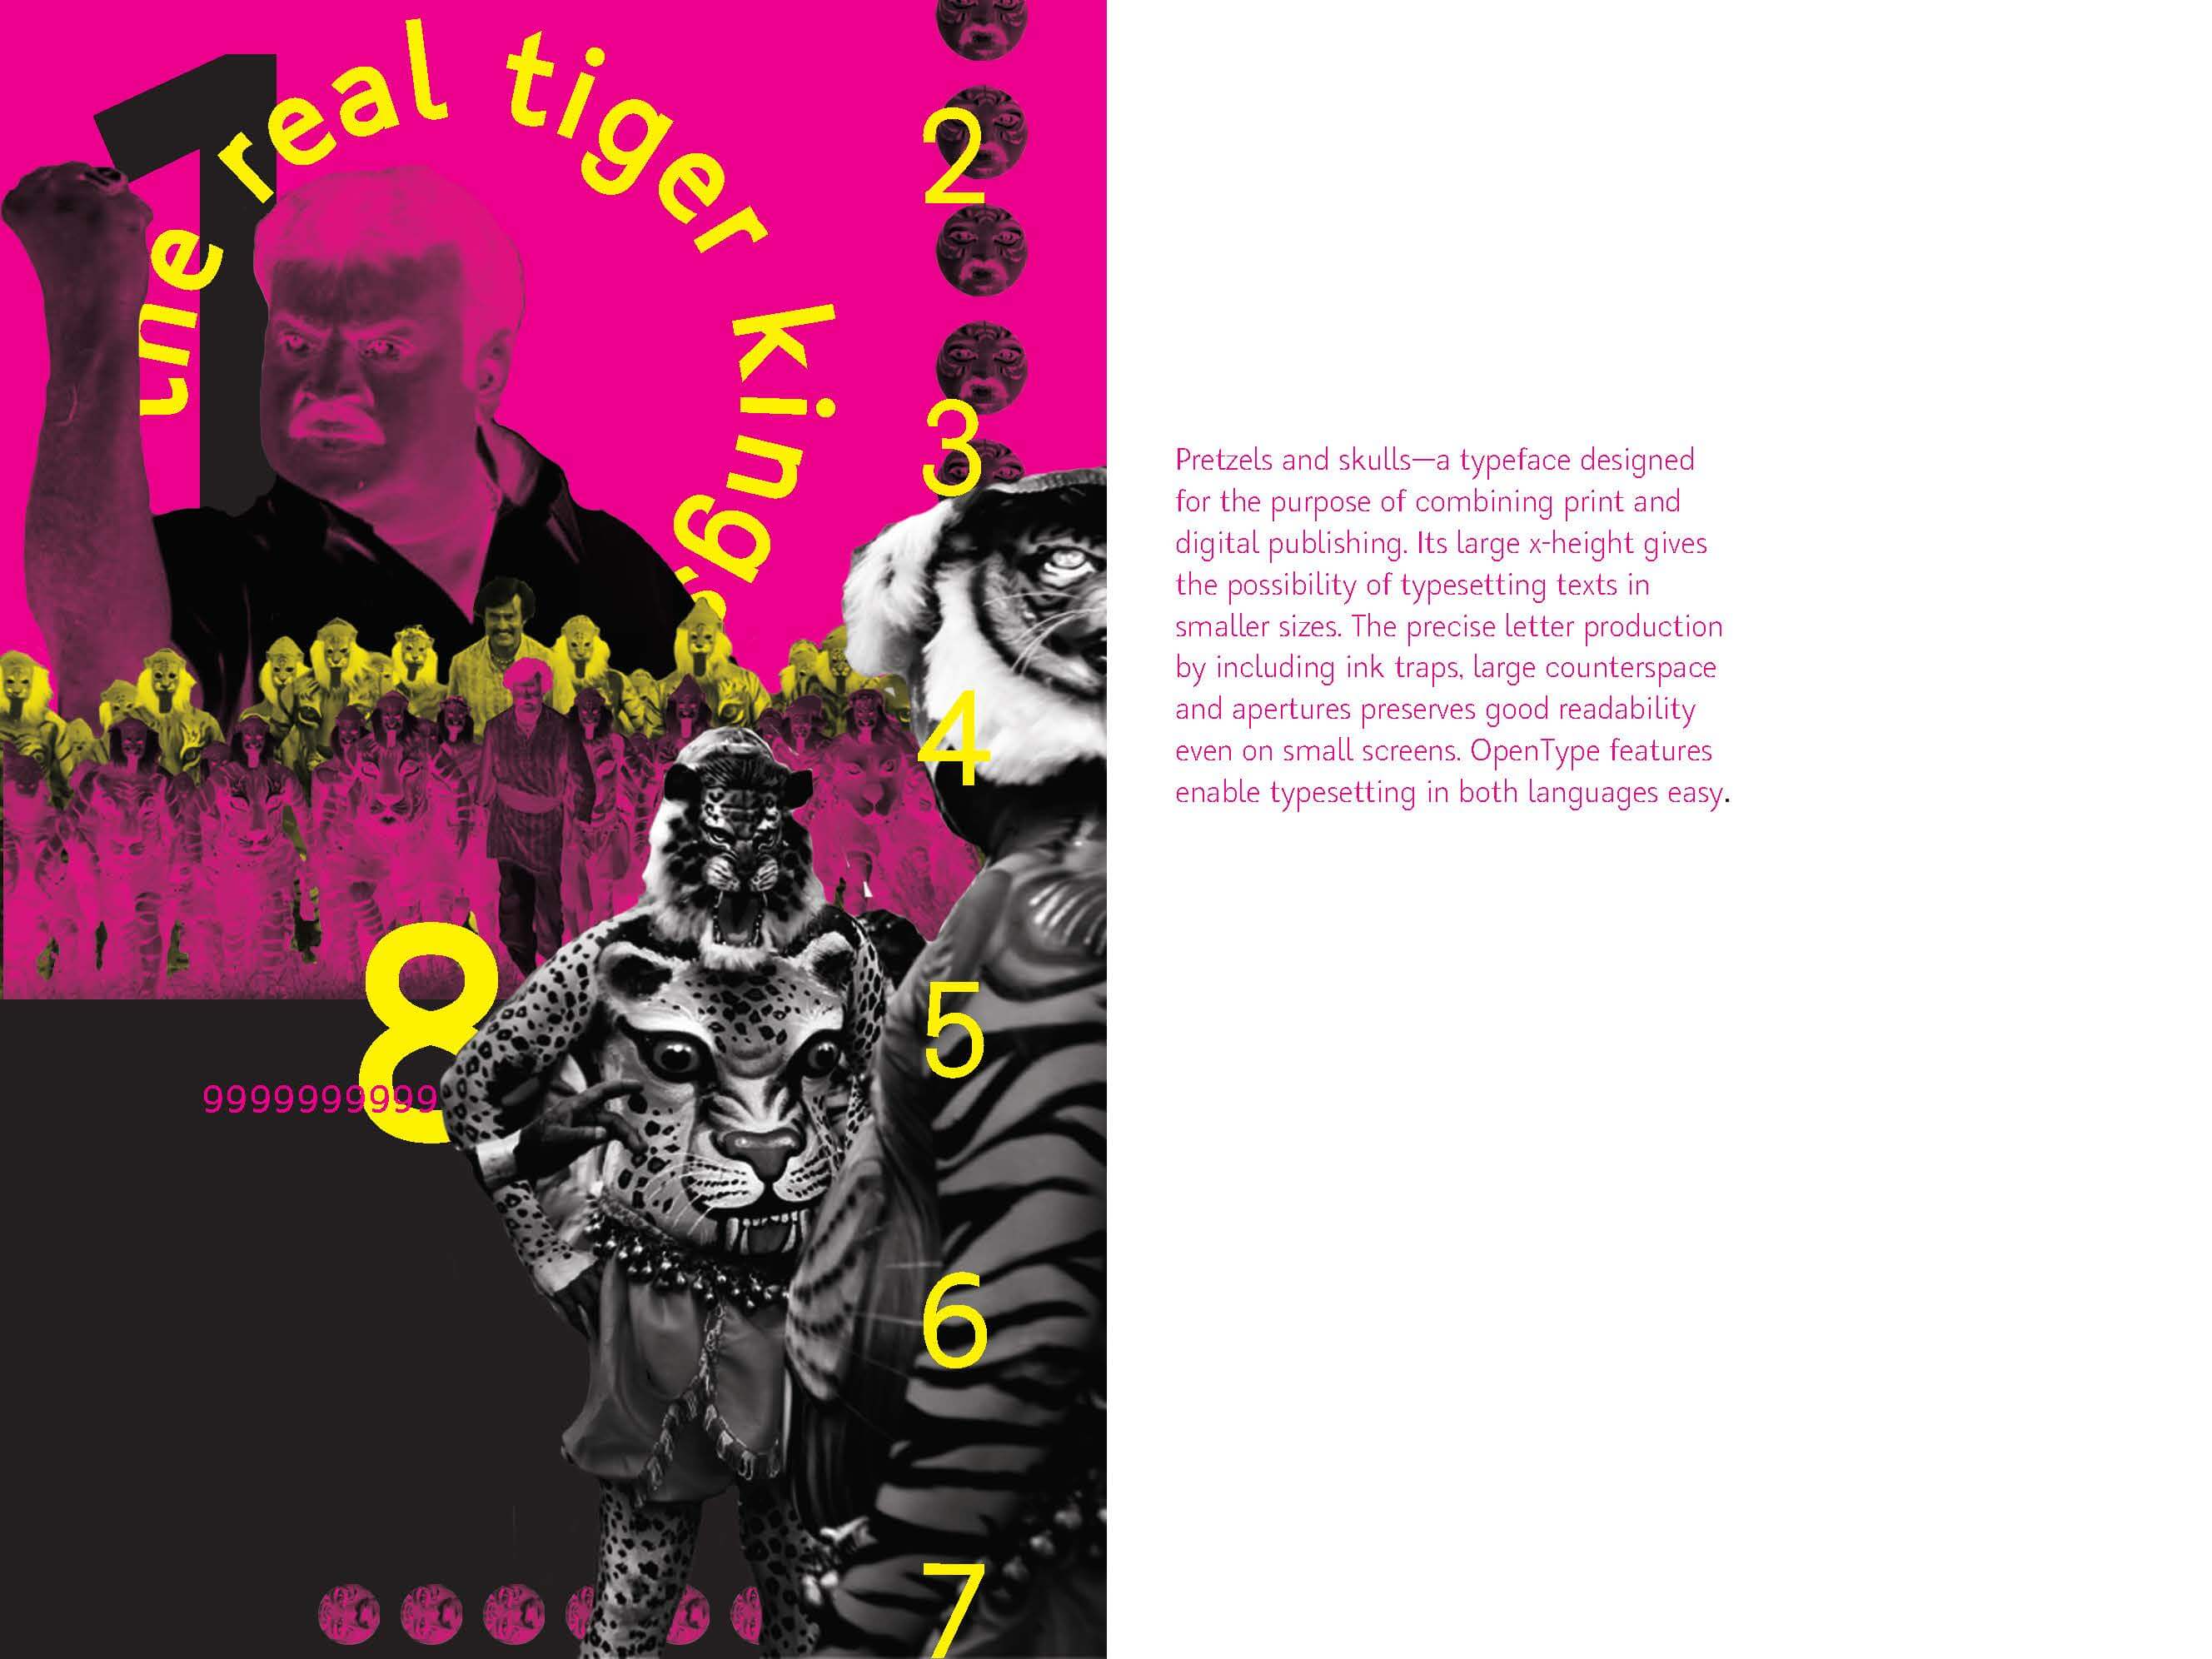 1
the real tiger kings
2
3
4
5
6
7
8
9999999999
Pretzels and skulls—a typeface designed
for the purpose of combining print and
digital publishing. Its large x-height gives
the possibility of typesetting texts in
smaller sizes. The precise letter production
by including ink traps, large counterspace
and apertures preserves good readability
even on small screens. OpenType features
enable typesetting in both languages easy.